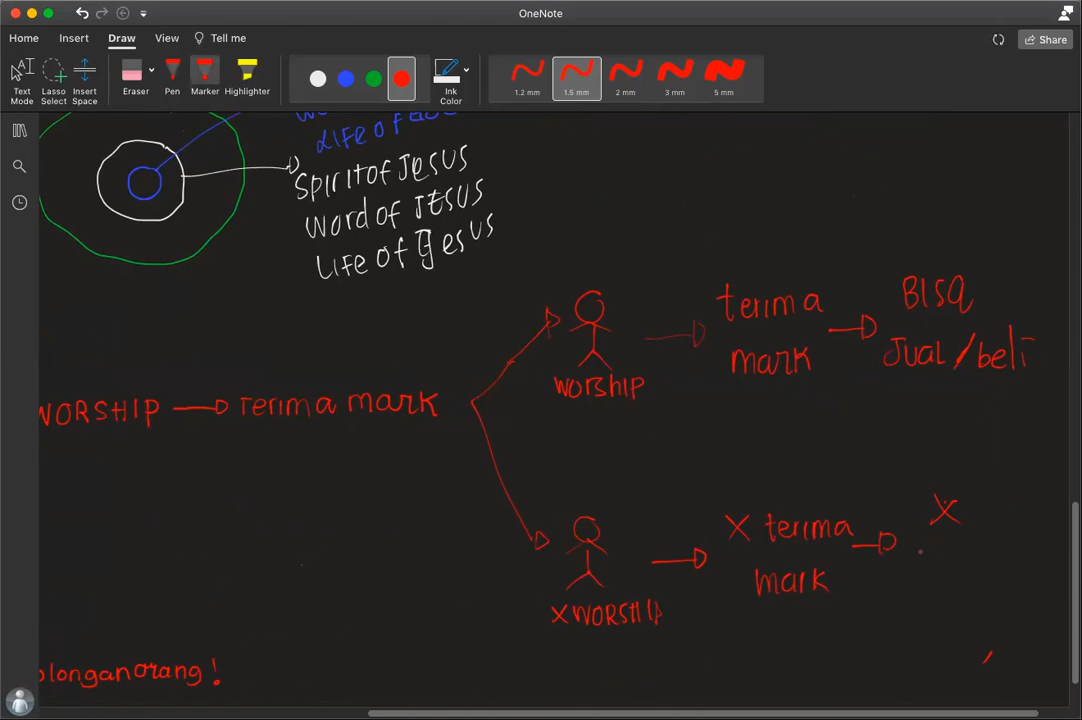 OneNote
Home Insert Draw View Tell me
Share
Text Mode
Lasso Select
Insert Space
Eraser
Pen
Marker
Highlighter
Ink Color
1.2 mm
1.5 mm
2 mm
3 mm
5 mm
Life of
Spirit of Jesus
Word of JESUS
Life of Jesus
WORSHIP → Terima mark
worship
terima
mark
BISA
Jual/beli
X WORSHIP
X terima
mark
X
olongan orang!